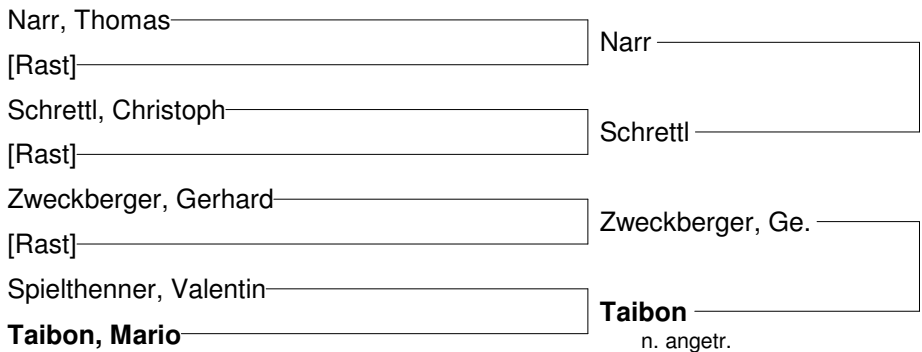 Narr, Thomas
[Rast]
Narr
Schrettl, Christoph
[Rast]
Schrettl
Zweckberger, Gerhard
[Rast]
Zweckberger, Ge.
Spielthenner, Valentin
Taibon, Mario
Taibon
n. angetr.